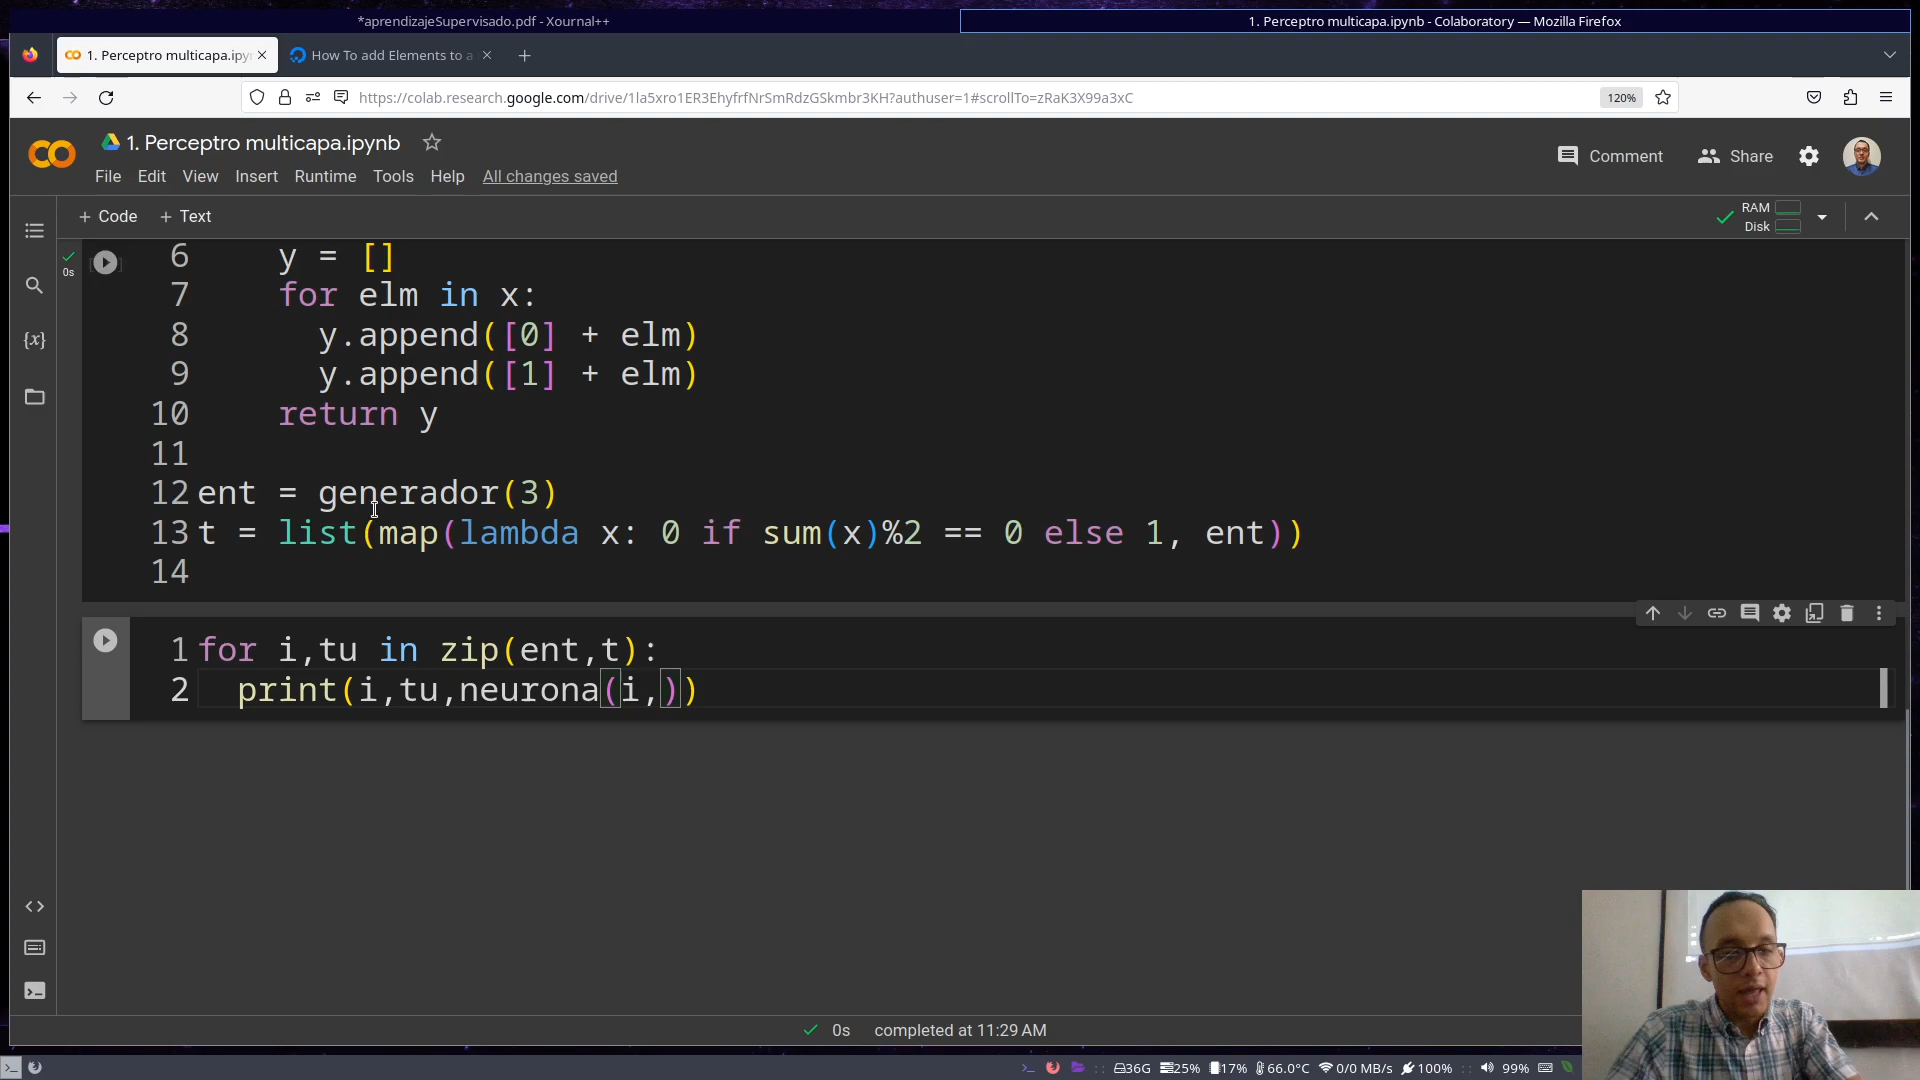 *aprendizajeSupervisado.pdf - Xournal++
1. Perceptro multicapa.ipynb - Colaboratory — Mozilla Firefox
1. Perceptro multicapa.ipy
How To add Elements to a
https://colab.research.google.com/drive/1la5xro1ER3EhyfrfNrSmRdzGSkmbr3KH?authuser=1#scrollTo=zRaK3X99a3xC
120%
1. Perceptro multicapa.ipynb
Comment
Share
File Edit View Insert Runtime Tools Help All changes saved
+ Code + Text
RAM
Disk
0s
6 y = []
7 for elm in x:
8 y.append([0] + elm)
9 y.append([1] + elm)
10 return y
11
12 ent = generador(3)
13 t = list(map(lambda x: 0 if sum(x)%2 == 0 else 1, ent))
14
1 for i,tu in zip(ent,t):
2 print(i,tu,neurona(i,))
0s completed at 11:29 AM
36G 25% 17% 66.0°C 0/0 MB/s 100% 99%